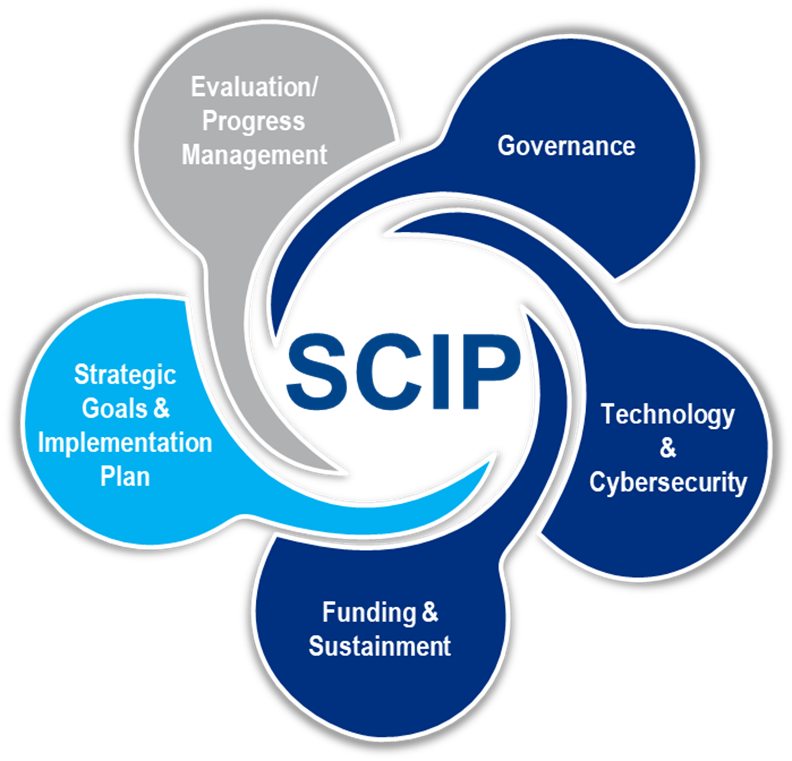 Evaluation/
Progress
Management
Governance
Strategic
Goals &
Implementation
Plan
SCIP
Technology
&
Cybersecurity
Funding &
Sustainment